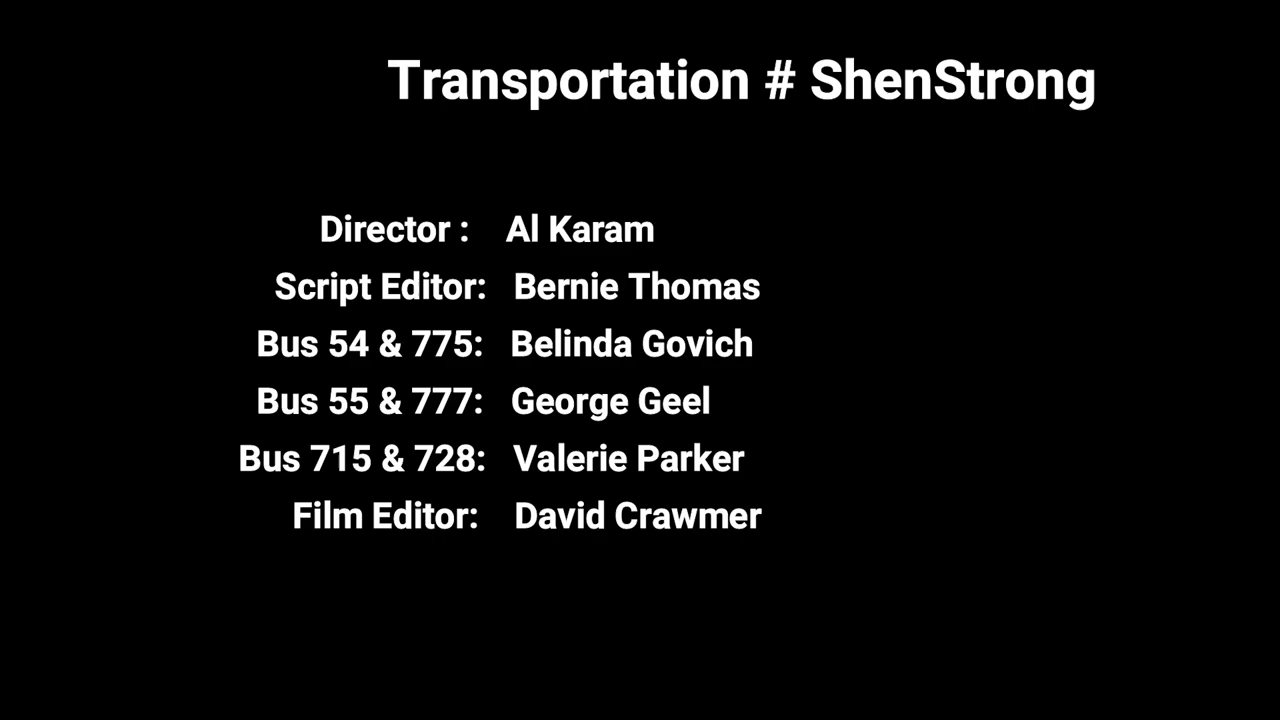 Transportation # ShenStrong
Director : Al Karam
Script Editor: Bernie Thomas
Bus 54 & 775: Belinda Govich
Bus 55 & 777: George Geel
Bus 715 & 728: Valerie Parker
Film Editor: David Crawmer